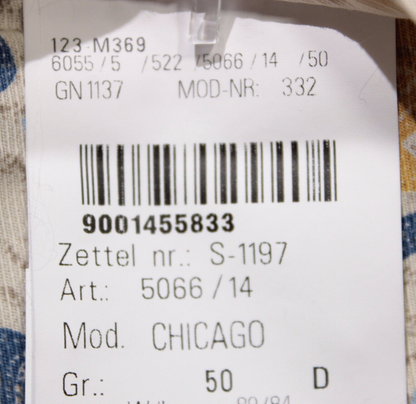 123 M369
6055 / 5 / 522 / 5066 / 14 / 50
GN 1137 MOD-NR: 332
9001455833
Zettel nr.: S-1197
Art.: 5066 / 14
Mod. CHICAGO
Gr.: 50 D